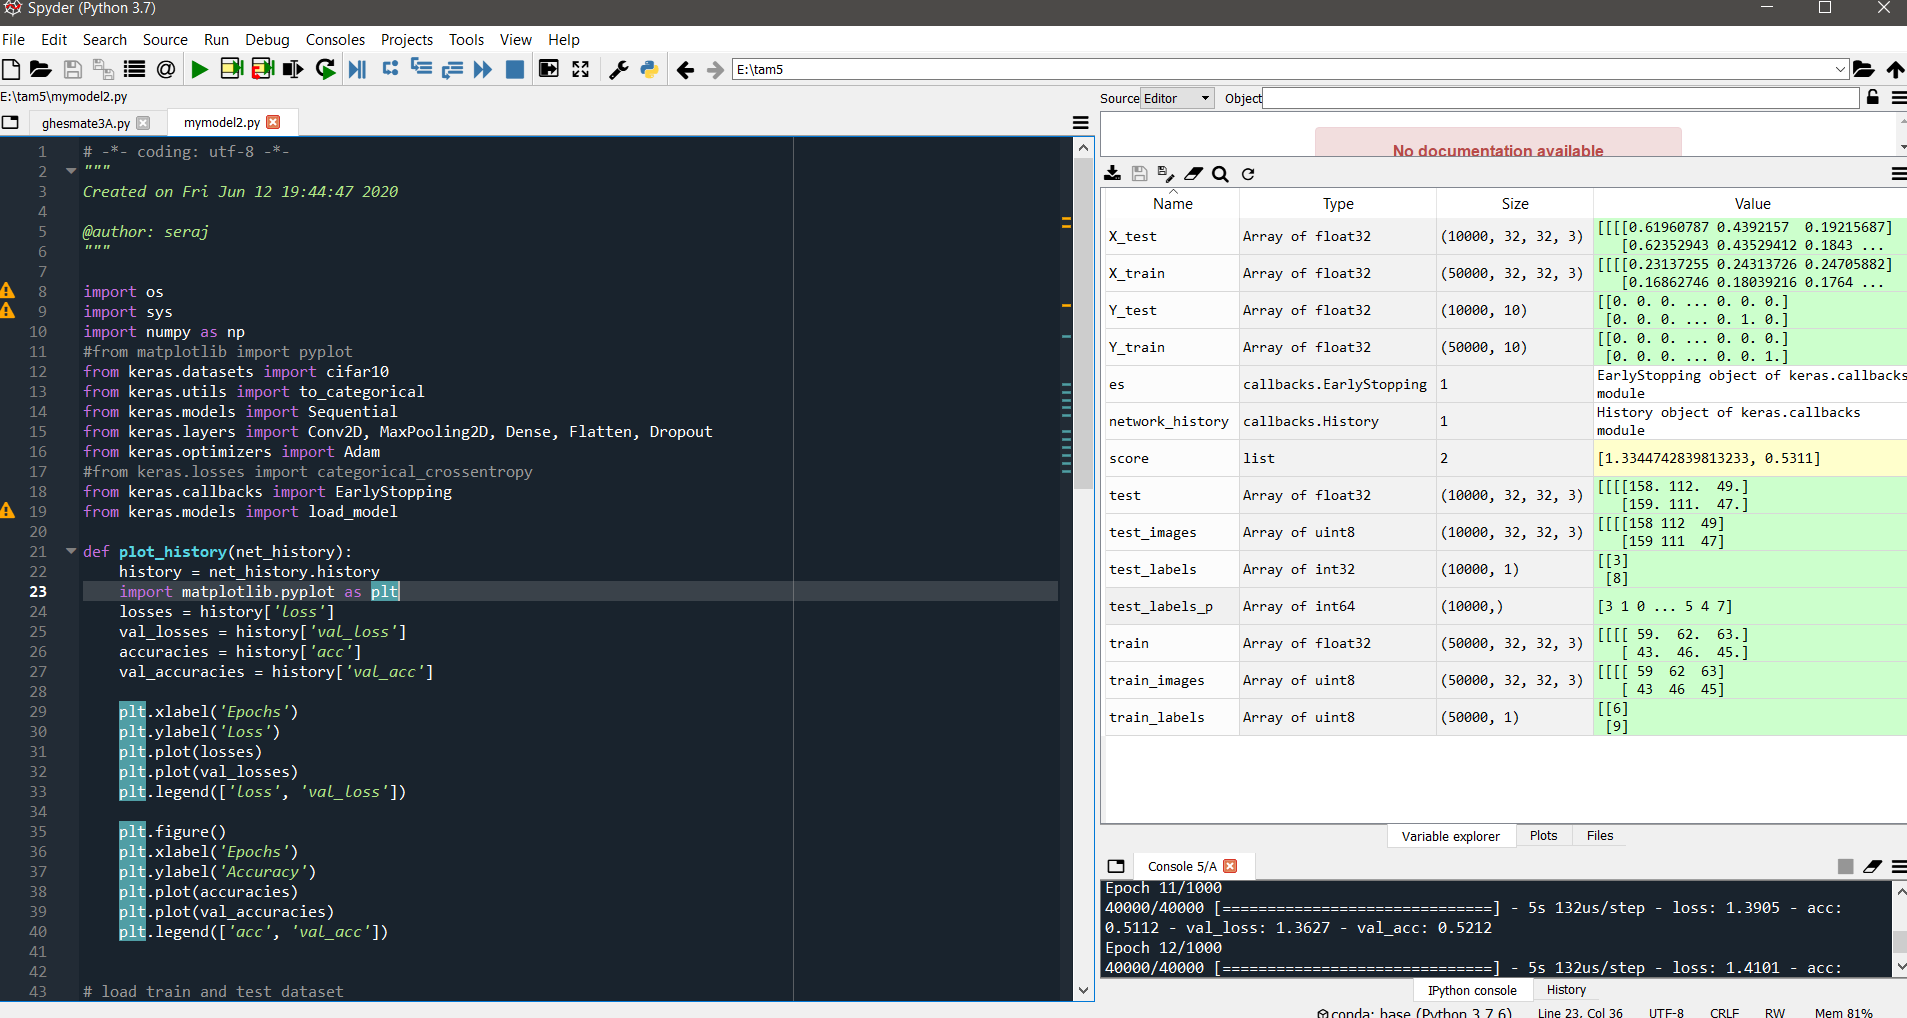 Spyder (Python 3.7)
File Edit Search Source Run Debug Consoles Projects Tools View Help
E:\tam5
E:\tam5\mymodel2.py
ghesmate3A.py mymodel2.py
1 # -*- coding: utf-8 -*-
2 """
3 Created on Fri Jun 12 19:44:47 2020
4
5 @author: seraj
6 """
7
8 import os
9 import sys
10 import numpy as np
11 #from matplotlib import pyplot
12 from keras.datasets import cifar10
13 from keras.utils import to_categorical
14 from keras.models import Sequential
15 from keras.layers import Conv2D, MaxPooling2D, Dense, Flatten, Dropout
16 from keras.optimizers import Adam
17 #from keras.losses import categorical_crossentropy
18 from keras.callbacks import EarlyStopping
19 from keras.models import load_model
20
21 def plot_history(net_history):
22 history = net_history.history
23 import matplotlib.pyplot as plt
24 losses = history['loss']
25 val_losses = history['val_loss']
26 accuracies = history['acc']
27 val_accuracies = history['val_acc']
28
29 plt.xlabel('Epochs')
30 plt.ylabel('Loss')
31 plt.plot(losses)
32 plt.plot(val_losses)
33 plt.legend(['loss', 'val_loss'])
34
35 plt.figure()
36 plt.xlabel('Epochs')
37 plt.ylabel('Accuracy')
38 plt.plot(accuracies)
39 plt.plot(val_accuracies)
40 plt.legend(['acc', 'val_acc'])
41
42
43 # load train and test dataset
Source Editor Object
No documentation available
Name Type Size Value
X_test Array of float32 (10000, 32, 32, 3) [[[[0.61960787 0.4392157 0.19215687]
[0.62352943 0.43529412 0.1843 ...
X_train Array of float32 (50000, 32, 32, 3) [[[[0.23137255 0.24313726 0.24705882]
[0.16862746 0.18039216 0.1764 ...
Y_test Array of float32 (10000, 10) [[0. 0. 0. ... 0. 0. 0.]
[0. 0. 0. ... 0. 1. 0.]
Y_train Array of float32 (50000, 10) [[0. 0. 0. ... 0. 0. 0.]
[0. 0. 0. ... 0. 0. 1.]
es callbacks.EarlyStopping 1 EarlyStopping object of keras.callbacks
module
network_history callbacks.History 1 History object of keras.callbacks
module
score list 2 [1.3344742839813233, 0.5311]
test Array of float32 (10000, 32, 32, 3) [[[[158. 112. 49.]
[159. 111. 47.]
test_images Array of uint8 (10000, 32, 32, 3) [[[[158 112 49]
[159 111 47]
test_labels Array of int32 (10000, 1) [[3]
[8]
test_labels_p Array of int64 (10000,) [3 1 0 ... 5 4 7]
train Array of float32 (50000, 32, 32, 3) [[[[ 59. 62. 63.]
[ 43. 46. 45.]
train_images Array of uint8 (50000, 32, 32, 3) [[[[ 59 62 63]
[ 43 46 45]
train_labels Array of uint8 (50000, 1) [[6]
[9]
Variable explorer Plots Files
Console 5/A
Epoch 11/1000
40000/40000 [==============================] - 5s 132us/step - loss: 1.3905 - acc:
0.5112 - val_loss: 1.3627 - val_acc: 0.5212
Epoch 12/1000
40000/40000 [==============================] - 5s 132us/step - loss: 1.4101 - acc:
IPython console History
conda: base (Python 3.7.6) Line 23, Col 36 UTF-8 CRLF RW Mem 81%